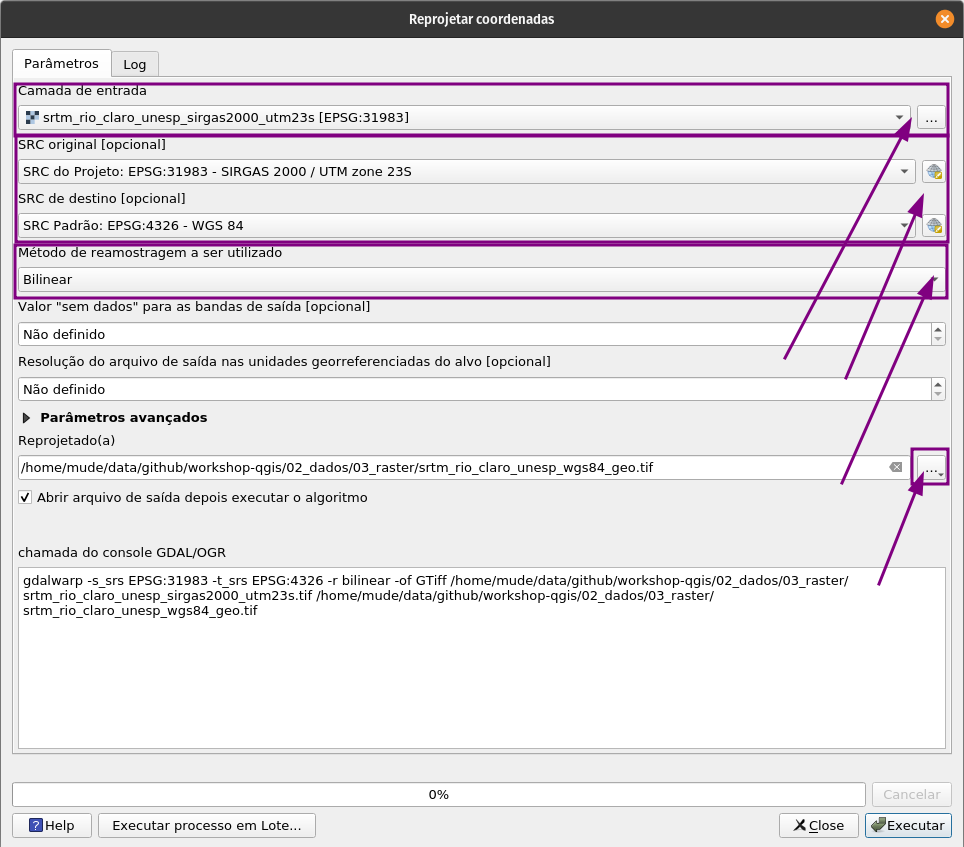 Reprojetar coordenadas
Parâmetros
Log
Camada de entrada
srtm_rio_claro_unesp_sirgas2000_utm23s [EPSG:31983]
...
SRC original [opcional]
SRC do Projeto: EPSG:31983 - SIRGAS 2000 / UTM zone 23S
SRC de destino [opcional]
SRC Padrão: EPSG:4326 - WGS 84
Método de reamostragem a ser utilizado
Bilinear
Valor "sem dados" para as bandas de saída [opcional]
Não definido
Resolução do arquivo de saída nas unidades georreferenciadas do alvo [opcional]
Não definido
Parâmetros avançados
Reprojetado(a)
/home/mude/data/github/workshop-qgis/02_dados/03_raster/srtm_rio_claro_unesp_wgs84_geo.tif
...
Abrir arquivo de saída depois executar o algoritmo
chamada do console GDAL/OGR
gdalwarp -s_srs EPSG:31983 -t_srs EPSG:4326 -r bilinear -of GTiff /home/mude/data/github/workshop-qgis/02_dados/03_raster/
srtm_rio_claro_unesp_sirgas2000_utm23s.tif /home/mude/data/github/workshop-qgis/02_dados/03_raster/
srtm_rio_claro_unesp_wgs84_geo.tif
0%
Cancelar
? Help
Executar processo em Lote...
Close
Executar